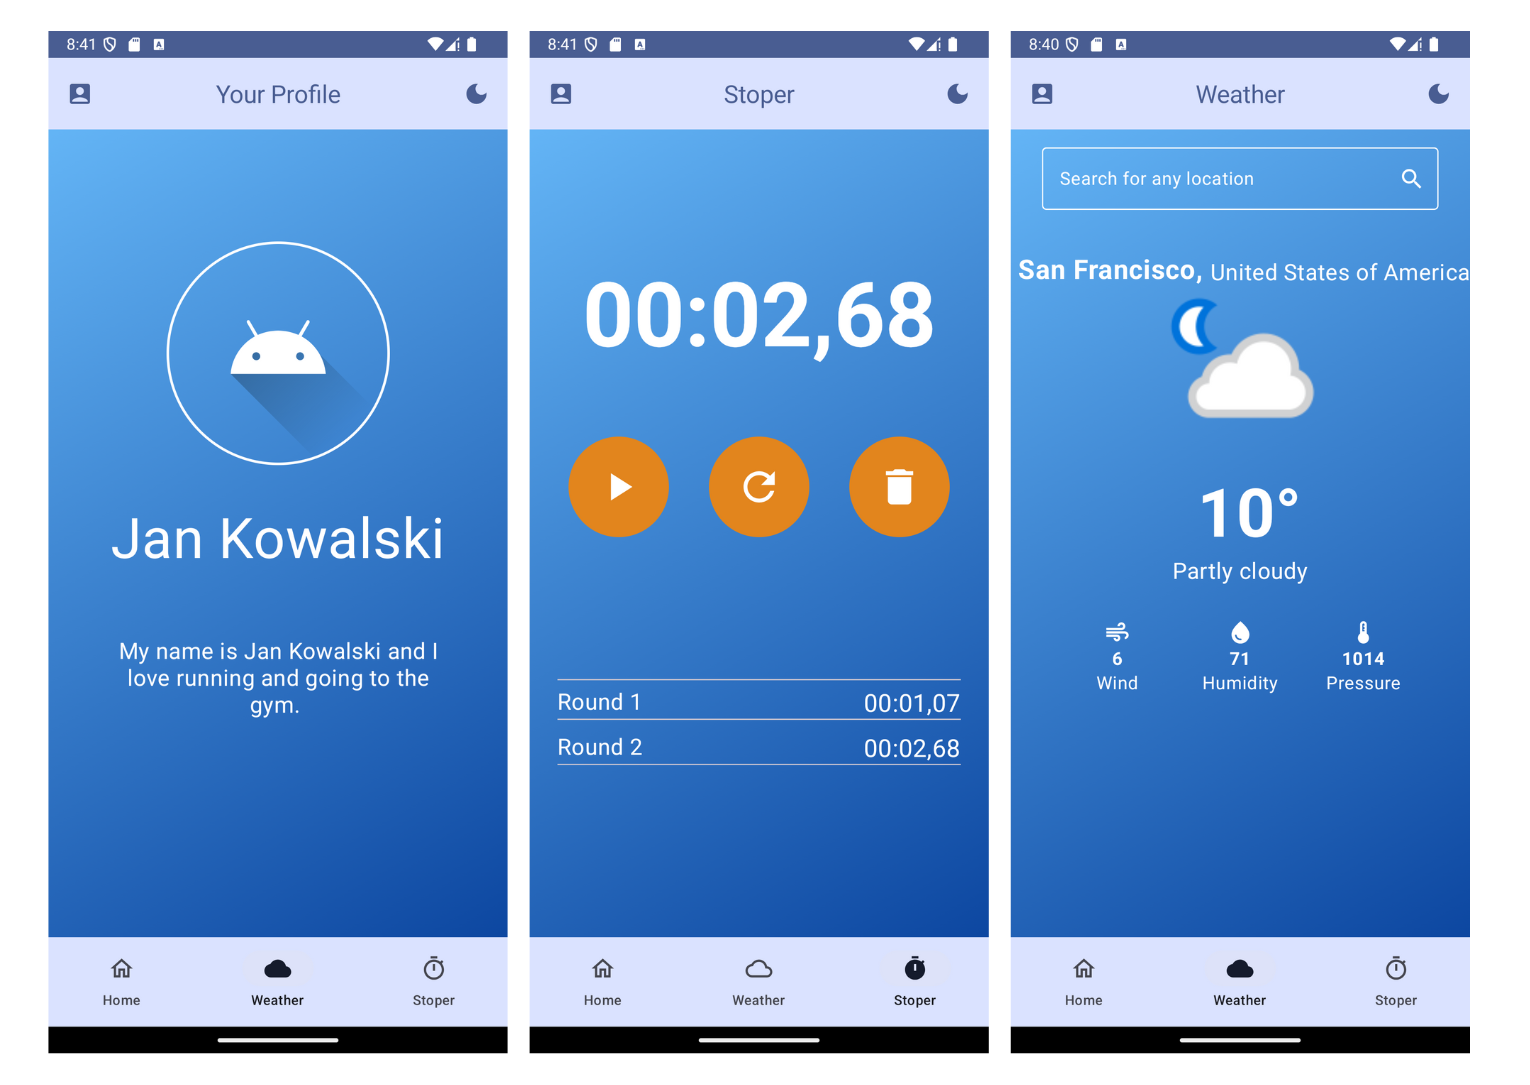 8:41
Your Profile
Jan Kowalski
My name is Jan Kowalski and I
love running and going to the
gym.
Home
Weather
Stoper
8:41
Stoper
00:02,68
Round 1 00:01,07
Round 2 00:02,68
Home
Weather
Stoper
8:40
Weather
Search for any location
San Francisco, United States of America
10°
Partly cloudy
6 71 1014
Wind Humidity Pressure
Home
Weather
Stoper